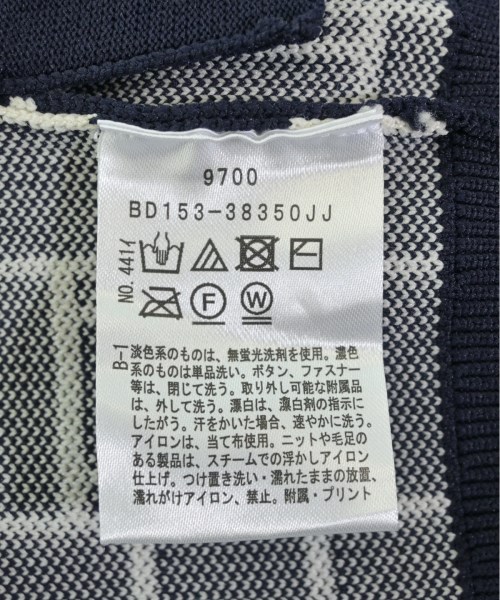 9700
BD153-38350JJ
NO.441イ
F
W
B-1
淡色系のものは、無蛍光洗剤を使用。濃色
系のものは単品洗い。ボタン、ファスナー
等は、閉じて洗う。取り外し可能な附属品
は、外して洗う。漂白は、漂白剤の指示に
したがう。汗をかいた場合、速やかに洗う。
アイロンは、当て布使用。ニットや毛足の
ある製品は、スチームでの浮かしアイロン
仕上げ。つけ置き洗い・濡れたままの放置、
濡れがけアイロン、禁止。附属・プリント